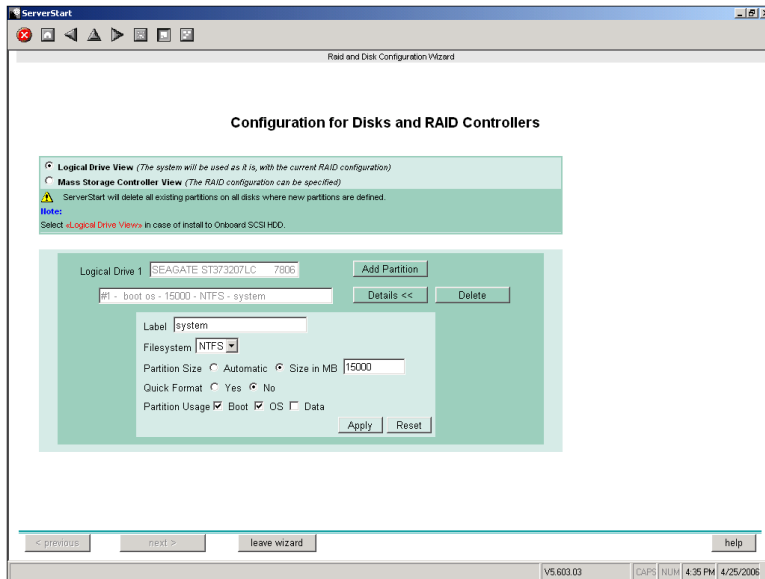 ServerStart
Raid and Disk Configuration Wizard
Configuration for Disks and RAID Controllers
Logical Drive View (The system will be used as it is, with the current RAID configuration)
Mass Storage Controller View (The RAID configuration can be specified)
ServerStart will delete all existing partitions on all disks where new partitions are defined.
Note:
Select «Logical Drive View» in case of install to Onboard SCSI HDD.
Logical Drive 1 SEAGATE ST373207LC 7806 Add Partition
#1 - boot os - 15000 - NTFS - system Details << Delete
Label system
Filesystem NTFS
Partition Size Automatic Size in MB 15000
Quick Format Yes No
Partition Usage Boot OS Data
Apply Reset
< previous next > leave wizard help
V5.603.03 CAPS NUM 4:35 PM 4/25/2006